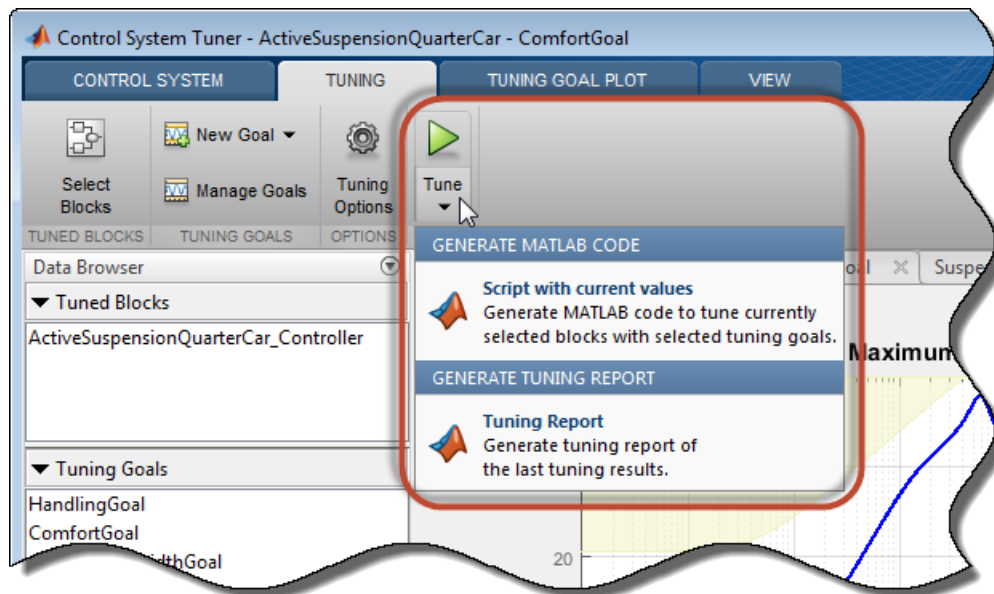 Control System Tuner - ActiveSuspensionQuarterCar - ComfortGoal
CONTROL SYSTEM
TUNING
TUNING GOAL PLOT
VIEW
Select
Blocks
New Goal
Manage Goals
Tuning
Options
Tune
TUNED BLOCKS
TUNING GOALS
OPTIONS
GENERATE MATLAB CODE
Script with current values
Generate MATLAB code to tune currently
selected blocks with selected tuning goals.
GENERATE TUNING REPORT
Tuning Report
Generate tuning report of
the last tuning results.
Data Browser
Tuned Blocks
ActiveSuspensionQuarterCar_Controller
Tuning Goals
HandlingGoal
ComfortGoal
Maximum
20